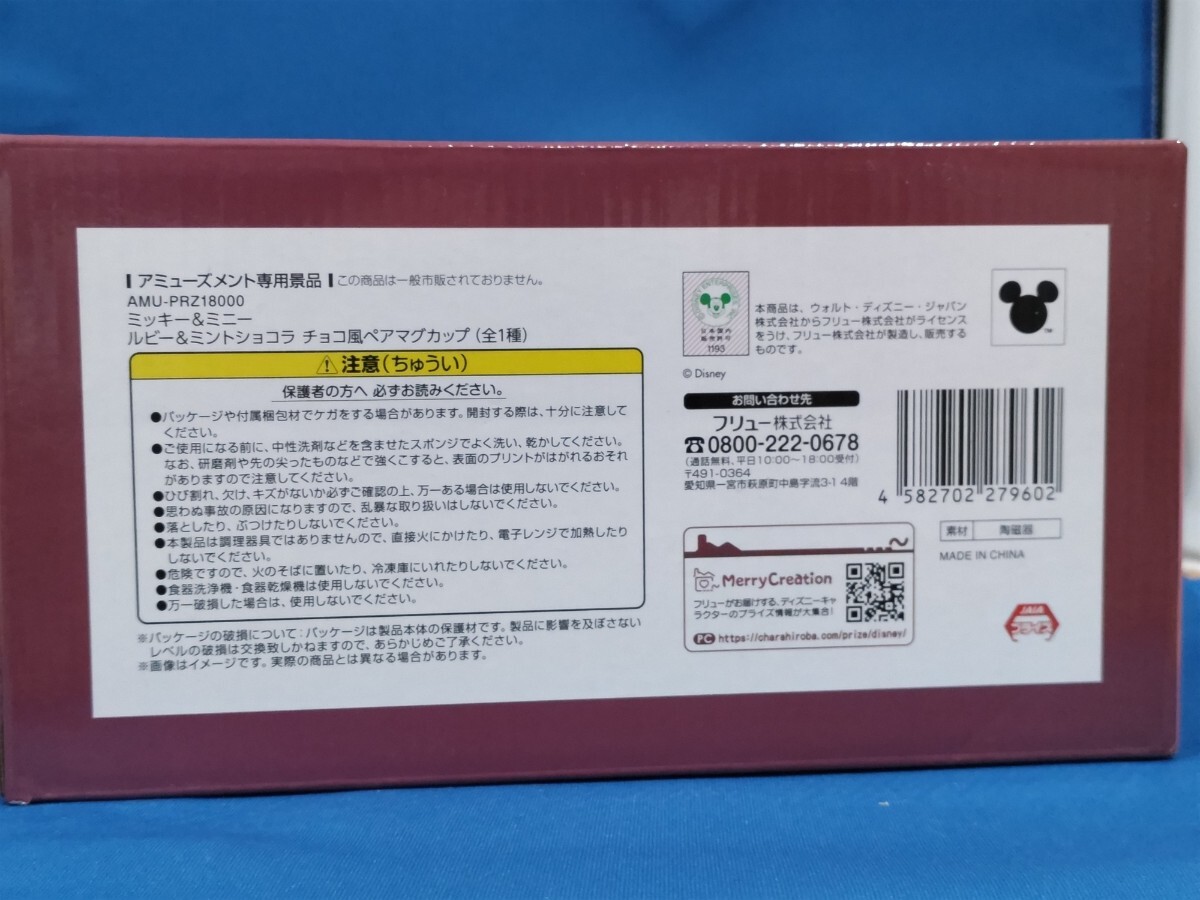 アミューズメント専用景品 この商品は一般市販されておりません。
AMU-PRZ18000
ミッキー&ミニー
ルビー&ミントショコラ チョコ風ペアマグカップ(全1種)
注意(ちゅうい)
保護者の方へ 必ずお読みください。
●パッケージや付属梱包材でケガをする場合があります。開封する際は、十分に注意して
ください。
●ご使用になる前に、中性洗剤などを含ませたスポンジでよく洗い、乾かしてください。
なお、研磨剤や先の尖ったものなどで強くこすると、表面のプリントがはがれるおそれ
がありますので注意してください。
●ひび割れ、欠け、キズがないか必ずご確認の上、万一ある場合は使用しないでください。
●思わぬ事故の原因になりますので、乱暴な取り扱いはしないでください。
●落としたり、ぶつけたりしないでください。
●本製品は調理器具ではありませんので、直接火にかけたり、電子レンジで加熱したり
しないでください。
●危険ですので、火のそばに置いたり、冷凍庫にいれたりしないでください。
●食器洗浄機・食器乾燥機は使用しないでください。
●万一破損した場合は、使用しないでください。
※パッケージの破損について:パッケージは製品本体の保護材です。製品に影響を及ぼさない
レベルの破損は交換致しかねますので、あらかじめご了承ください。
※画像はイメージです。実際の商品とは異なる場合があります。
日本国内
販売許可
1195
本商品は、ウォルト・ディズニー・ジャパン
株式会社からフリュー株式会社がライセンス
をうけ、フリュー株式会社が製造し、販売する
ものです。
TM
© Disney
お問い合わせ先
フリュー株式会社
☎0800-222-0678
(通話無料、平日10:00～18:00受付)
〒491-0364
愛知県一宮市萩原町中島字流3-1 4階
4 582702 279602
素材 陶磁器
MADE IN CHINA
MerryCreation
フリューがお届けする、ディズニーキャ
ラクターのプライズ情報が大集合!
PC https://charahiroba.com/prize/disney/
JAIA
プライズ